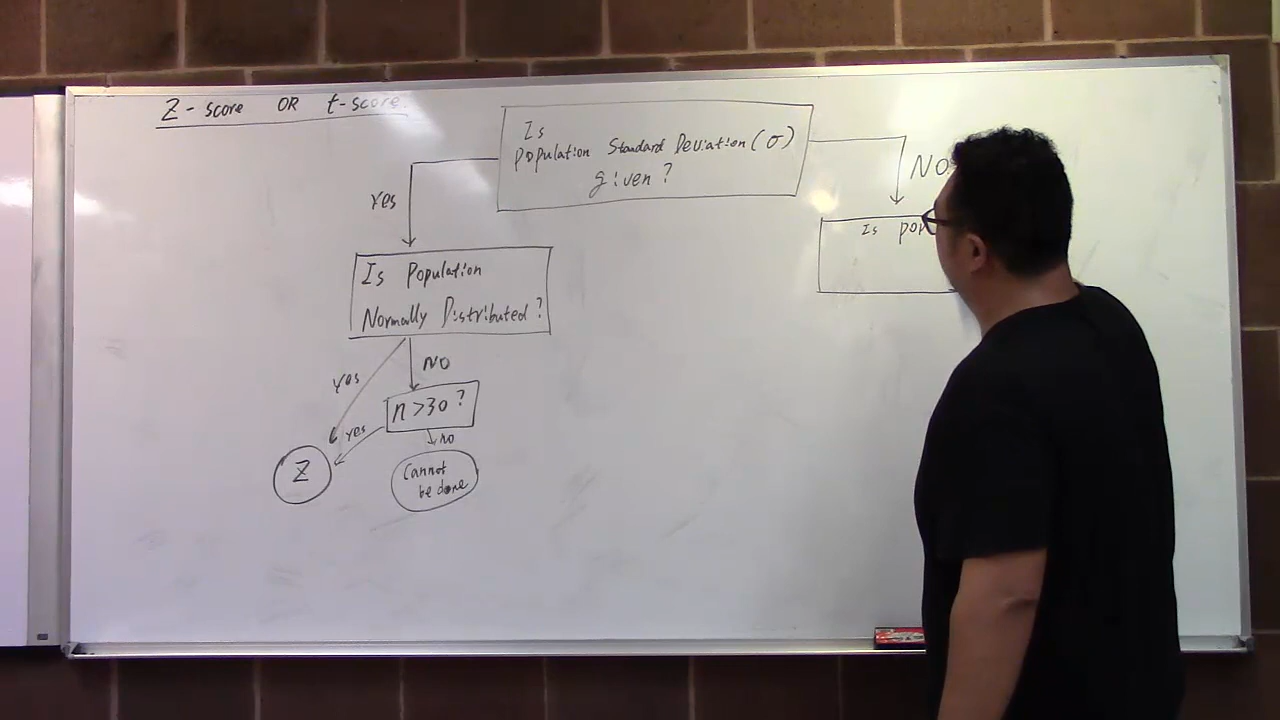 Z-score OR t-score
Is
Population Standard Deviation (σ)
given?
Yes
NO
Is Population
Normally Distributed?
Is
Yes
NO
n>30?
Yes
no
Z
Cannot
be done